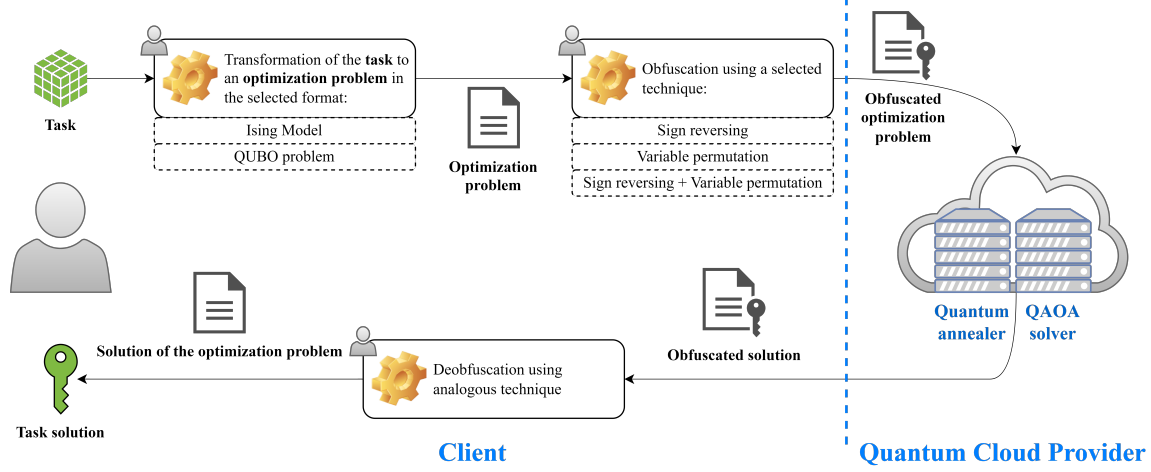 Task
Transformation of the task to
an optimization problem in
the selected format:
Ising Model
QUBO problem
Optimization
problem
Obfuscation using a selected
technique:
Sign reversing
Variable permutation
Sign reversing + Variable permutation
Obfuscated
optimization
problem
Quantum
annealer
QAOA
solver
Obfuscated solution
Deobfuscation using
analogous technique
Solution of the optimization problem
Task solution
Client
Quantum Cloud Provider